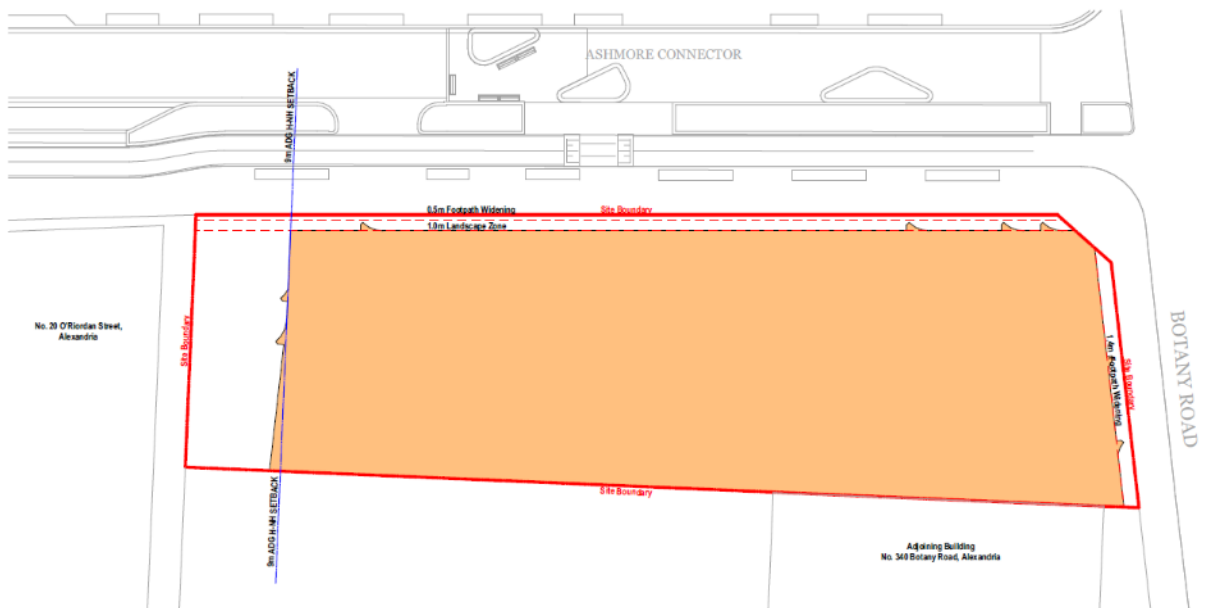 ASHMORE CONNECTOR
9m ADG H-NH SETBACK
0.5m Footpath Widening
Site Boundary
1.0m Landscape Zone
No. 20 O'Riordan Street,
Alexandria
Site Boundary
BOTANY ROAD
1.4m Footpath Widening
Site Boundary
Site Boundary
9m ADG H-NH SETBACK
Adjoining Building
No. 340 Botany Road, Alexandria